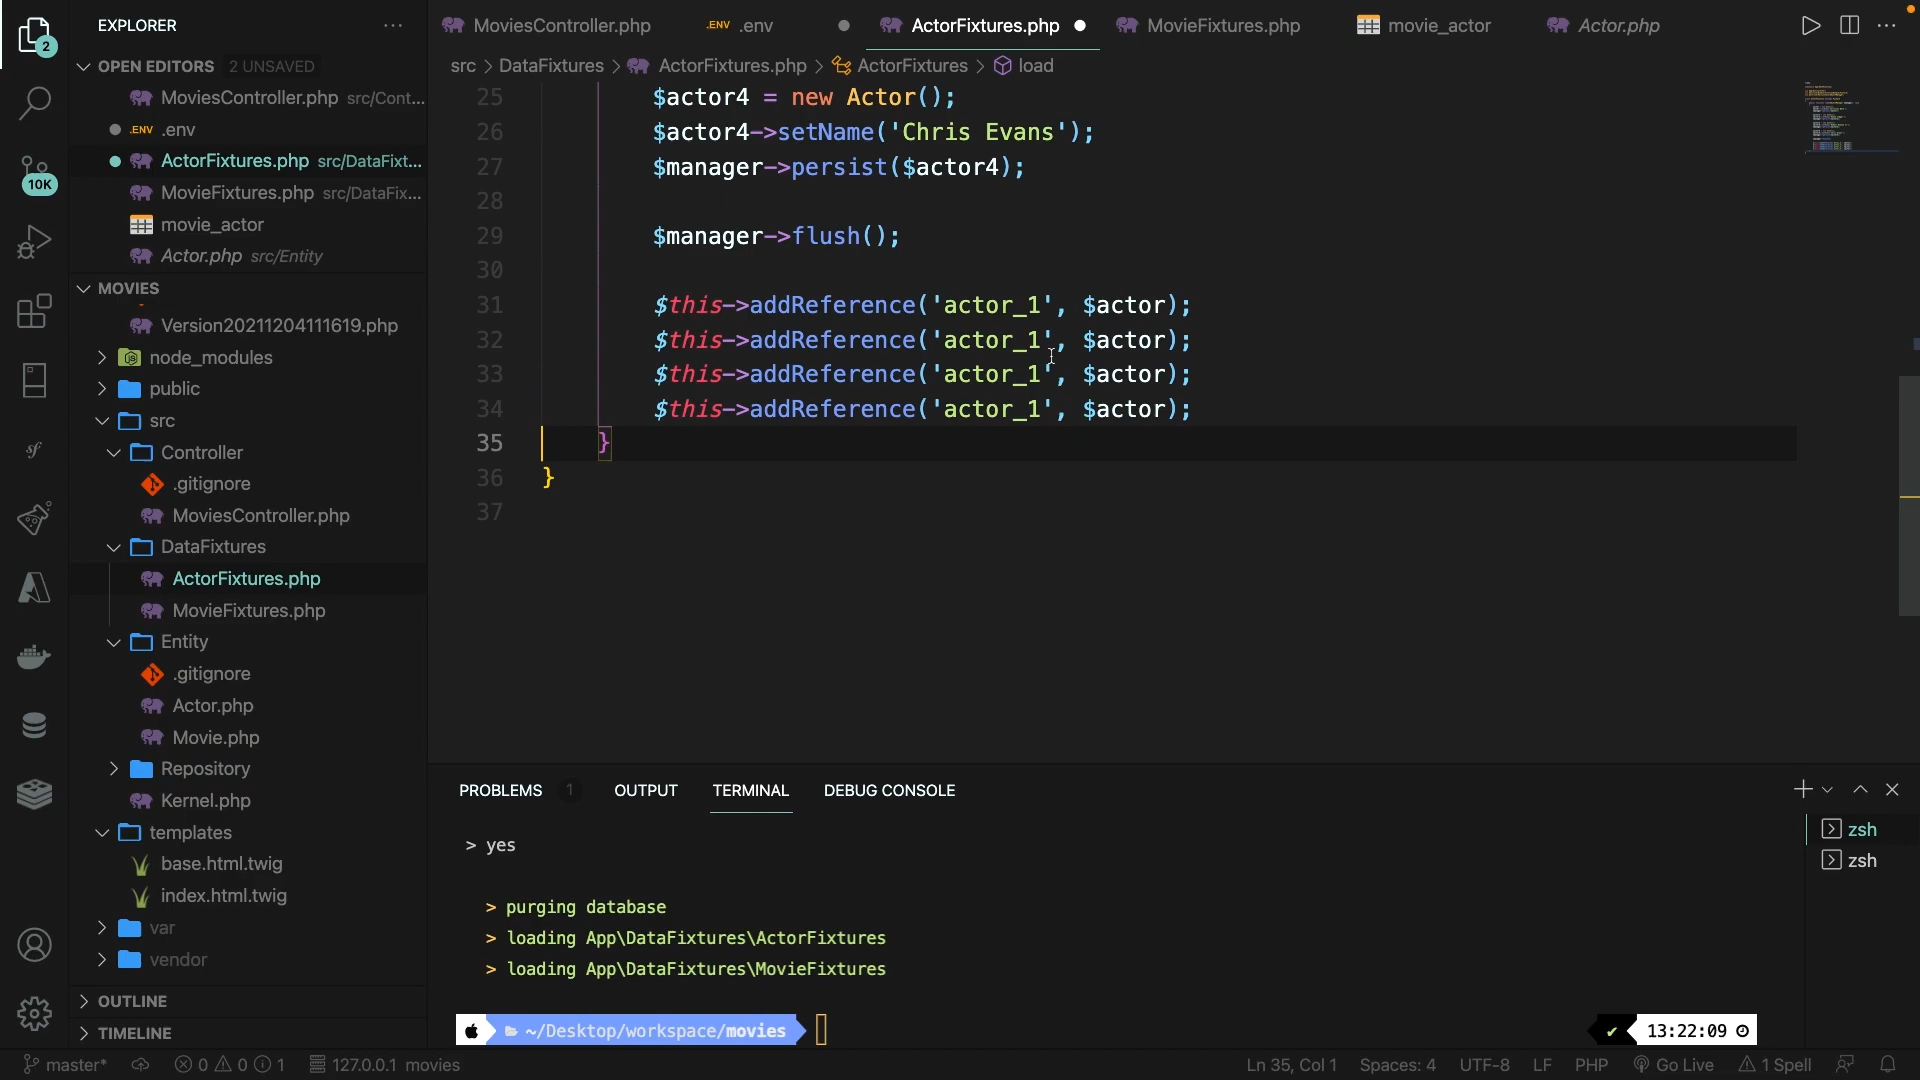 EXPLORER
OPEN EDITORS 2 UNSAVED
MoviesController.php src/Cont...
.ENV .env
ActorFixtures.php src/DataFixt...
MovieFixtures.php src/DataFix...
movie_actor
Actor.php src/Entity
MOVIES
Version20211204111619.php
node_modules
public
src
Controller
.gitignore
MoviesController.php
DataFixtures
ActorFixtures.php
MovieFixtures.php
Entity
.gitignore
Actor.php
Movie.php
Repository
Kernel.php
templates
base.html.twig
index.html.twig
var
vendor
OUTLINE
TIMELINE
2
10K
MoviesController.php .ENV .env ActorFixtures.php MovieFixtures.php movie_actor Actor.php
src > DataFixtures > ActorFixtures.php > ActorFixtures > load
25 $actor4 = new Actor();
26 $actor4->setName('Chris Evans');
27 $manager->persist($actor4);
28
29 $manager->flush();
30
31 $this->addReference('actor_1', $actor);
32 $this->addReference('actor_1', $actor);
33 $this->addReference('actor_1', $actor);
34 $this->addReference('actor_1', $actor);
35 }
36 }
37
PROBLEMS 1 OUTPUT TERMINAL DEBUG CONSOLE
> yes
> purging database
> loading App\DataFixtures\ActorFixtures
> loading App\DataFixtures\MovieFixtures
~/Desktop/workspace/movies
13:22:09
zsh
zsh
master* 0 0 1 127.0.0.1 movies Ln 35, Col 1 Spaces: 4 UTF-8 LF PHP Go Live 1 Spell